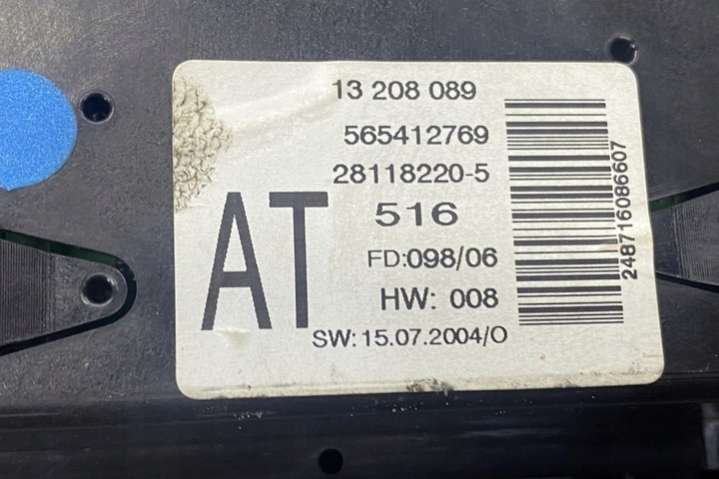 13 208 089
565412769
28118220-5
AT
516
FD:098/06
HW: 008
SW: 15.07.2004/O
248716086607